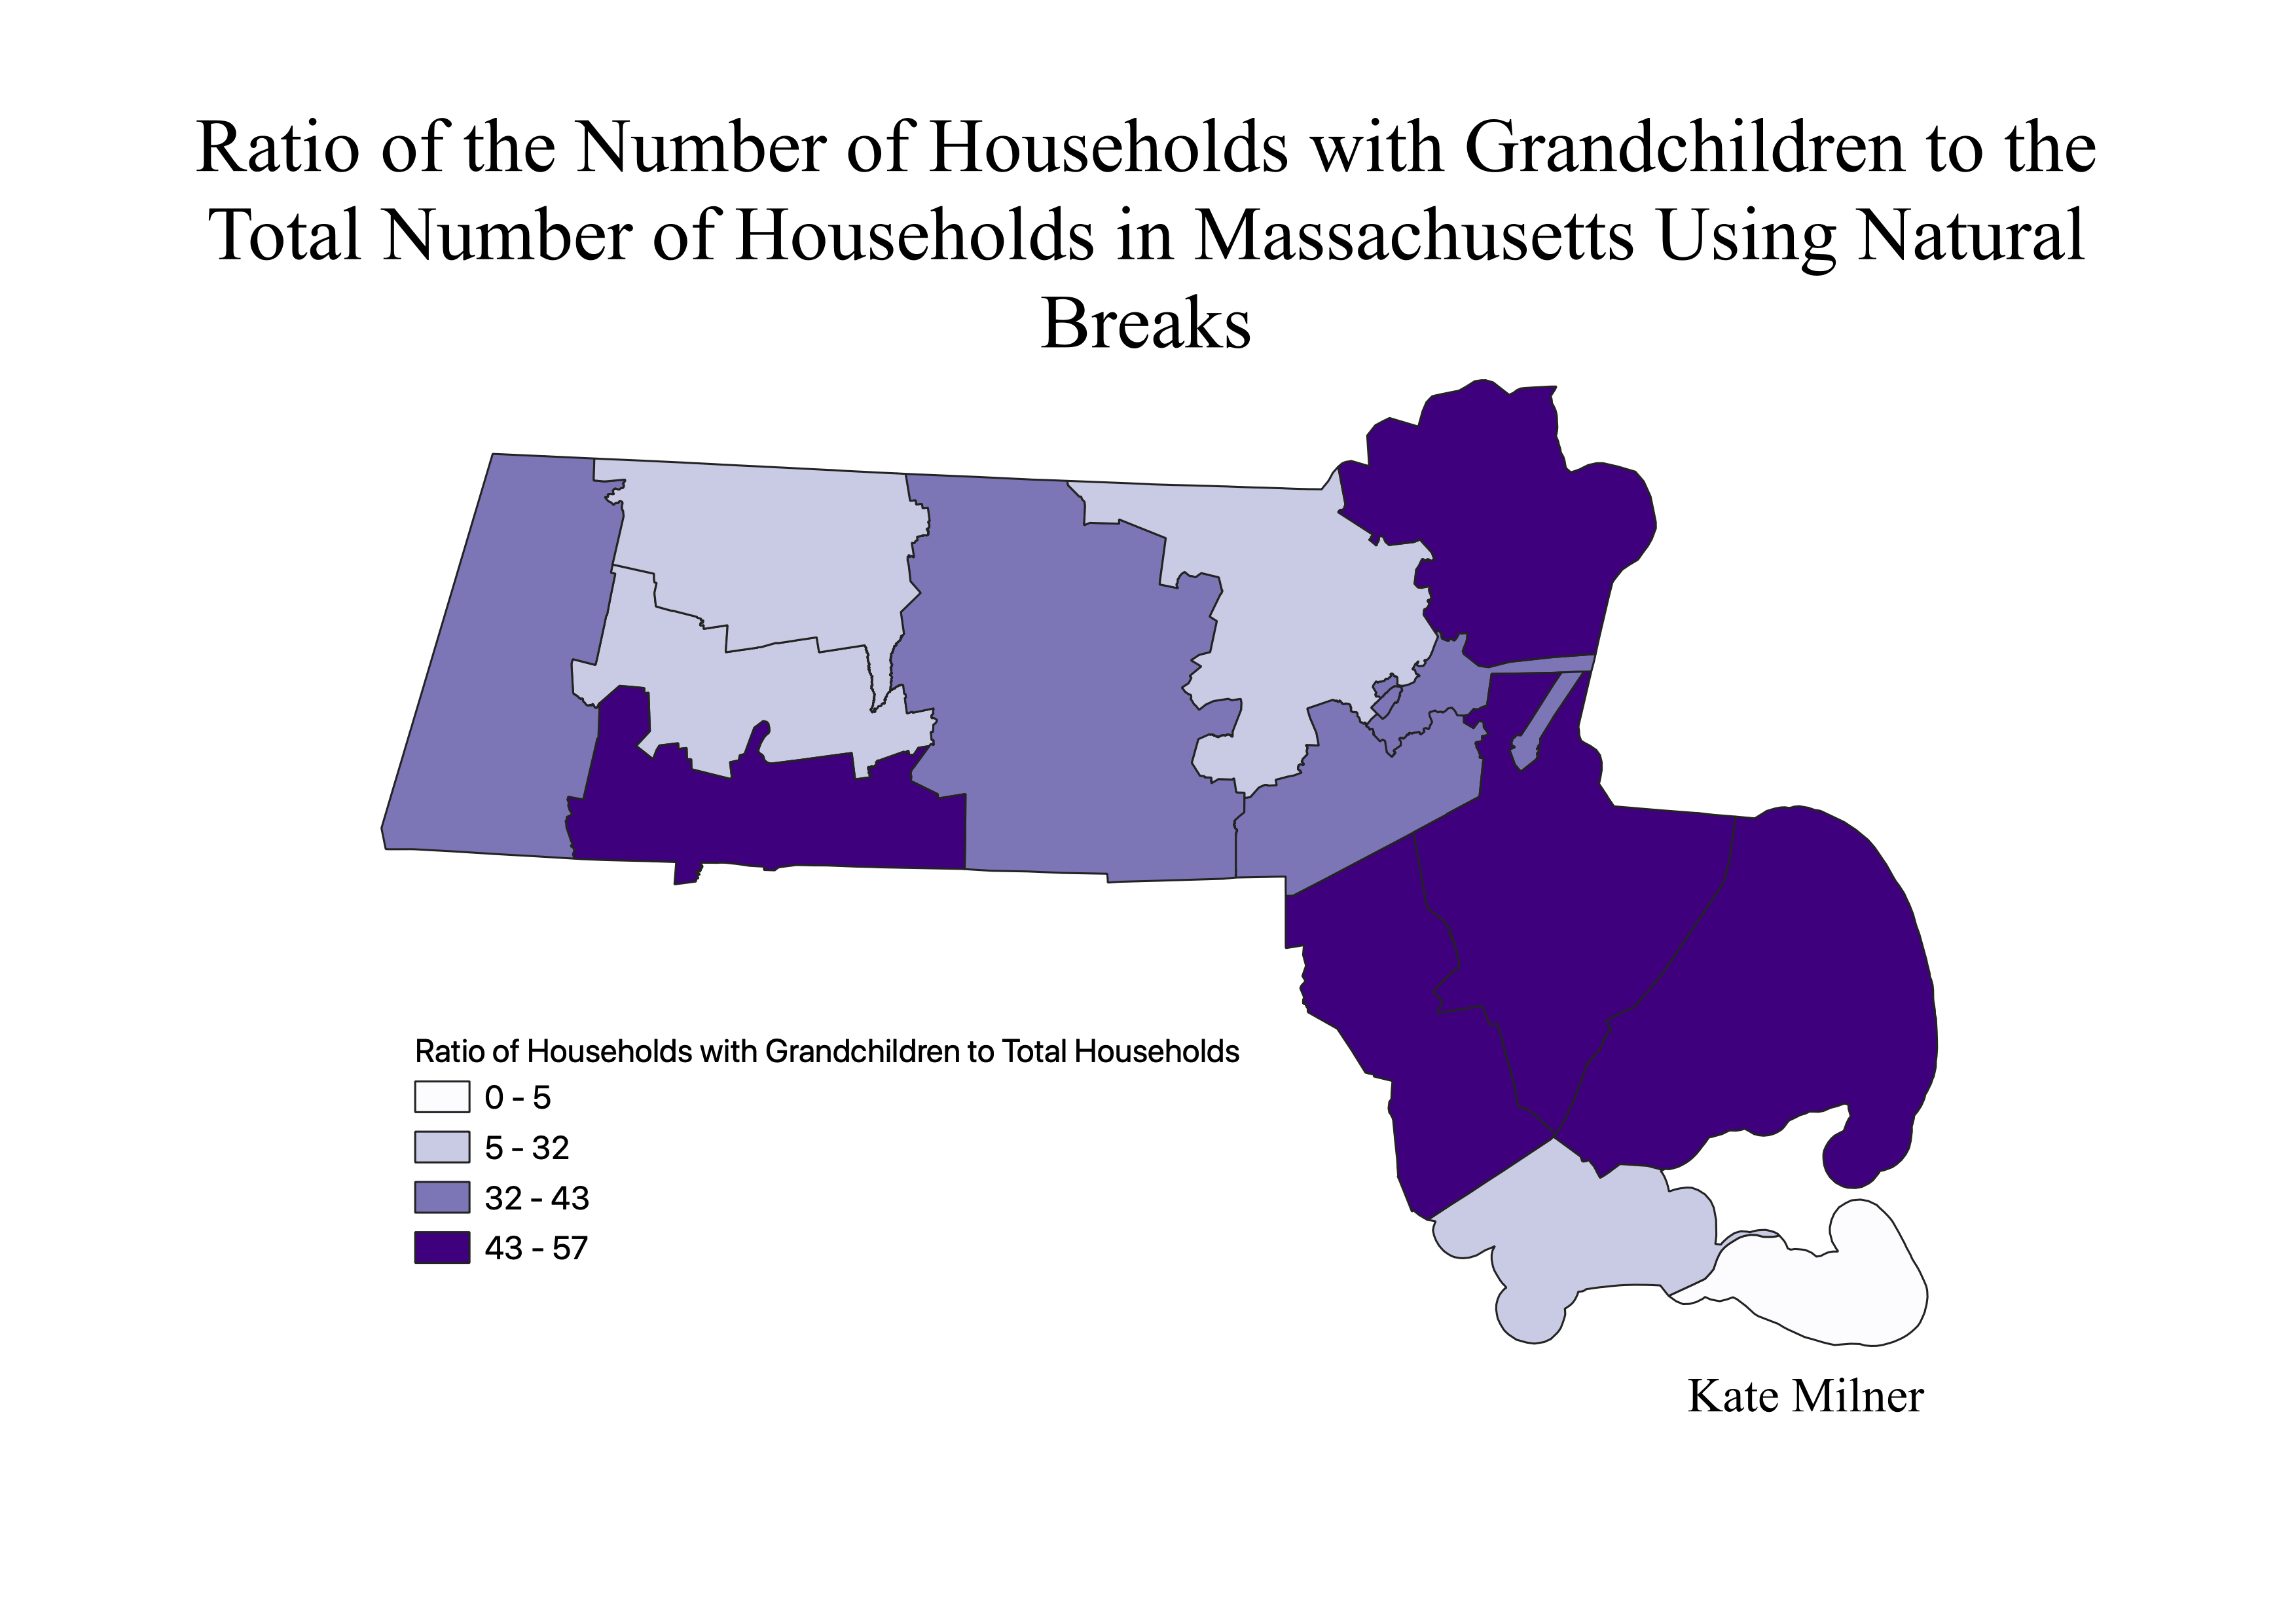 Ratio of the Number of Households with Grandchildren to the
Total Number of Households in Massachusetts Using Natural
Breaks
Ratio of Households with Grandchildren to Total Households
0 - 5
5 - 32
32 - 43
43 - 57
Kate Milner